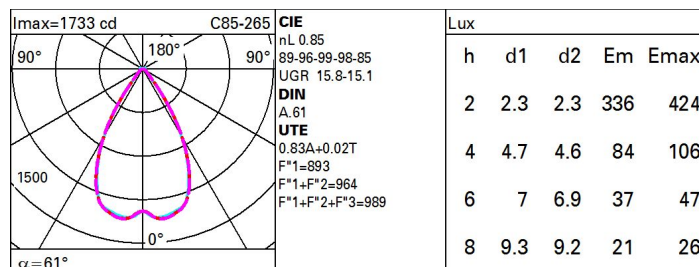 Imax=1733 cd C85-265
90° 180° 90°
1500
0°
α=61°
CIE
nL 0.85
89-96-99-98-85
UGR 15.8-15.1
DIN
A.61
UTE
0.83A+0.02T
F"1=893
F"1+F"2=964
F"1+F"2+F"3=989
Lux
h d1 d2 Em Emax
2 2.3 2.3 336 424
4 4.7 4.6 84 106
6 7 6.9 37 47
8 9.3 9.2 21 26